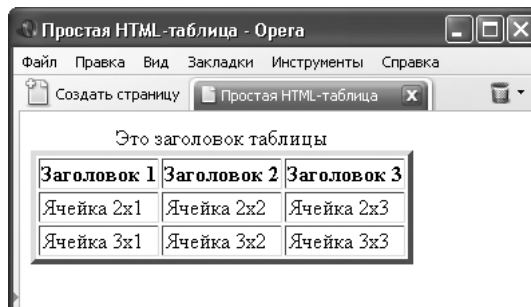 Простая HTML-таблица - Opera
Файл Правка Вид Закладки Инструменты Справка
Создать страницу Простая HTML-таблица
Это заголовок таблицы
Заголовок 1 Заголовок 2 Заголовок 3
Ячейка 2x1 Ячейка 2x2 Ячейка 2x3
Ячейка 3x1 Ячейка 3x2 Ячейка 3x3